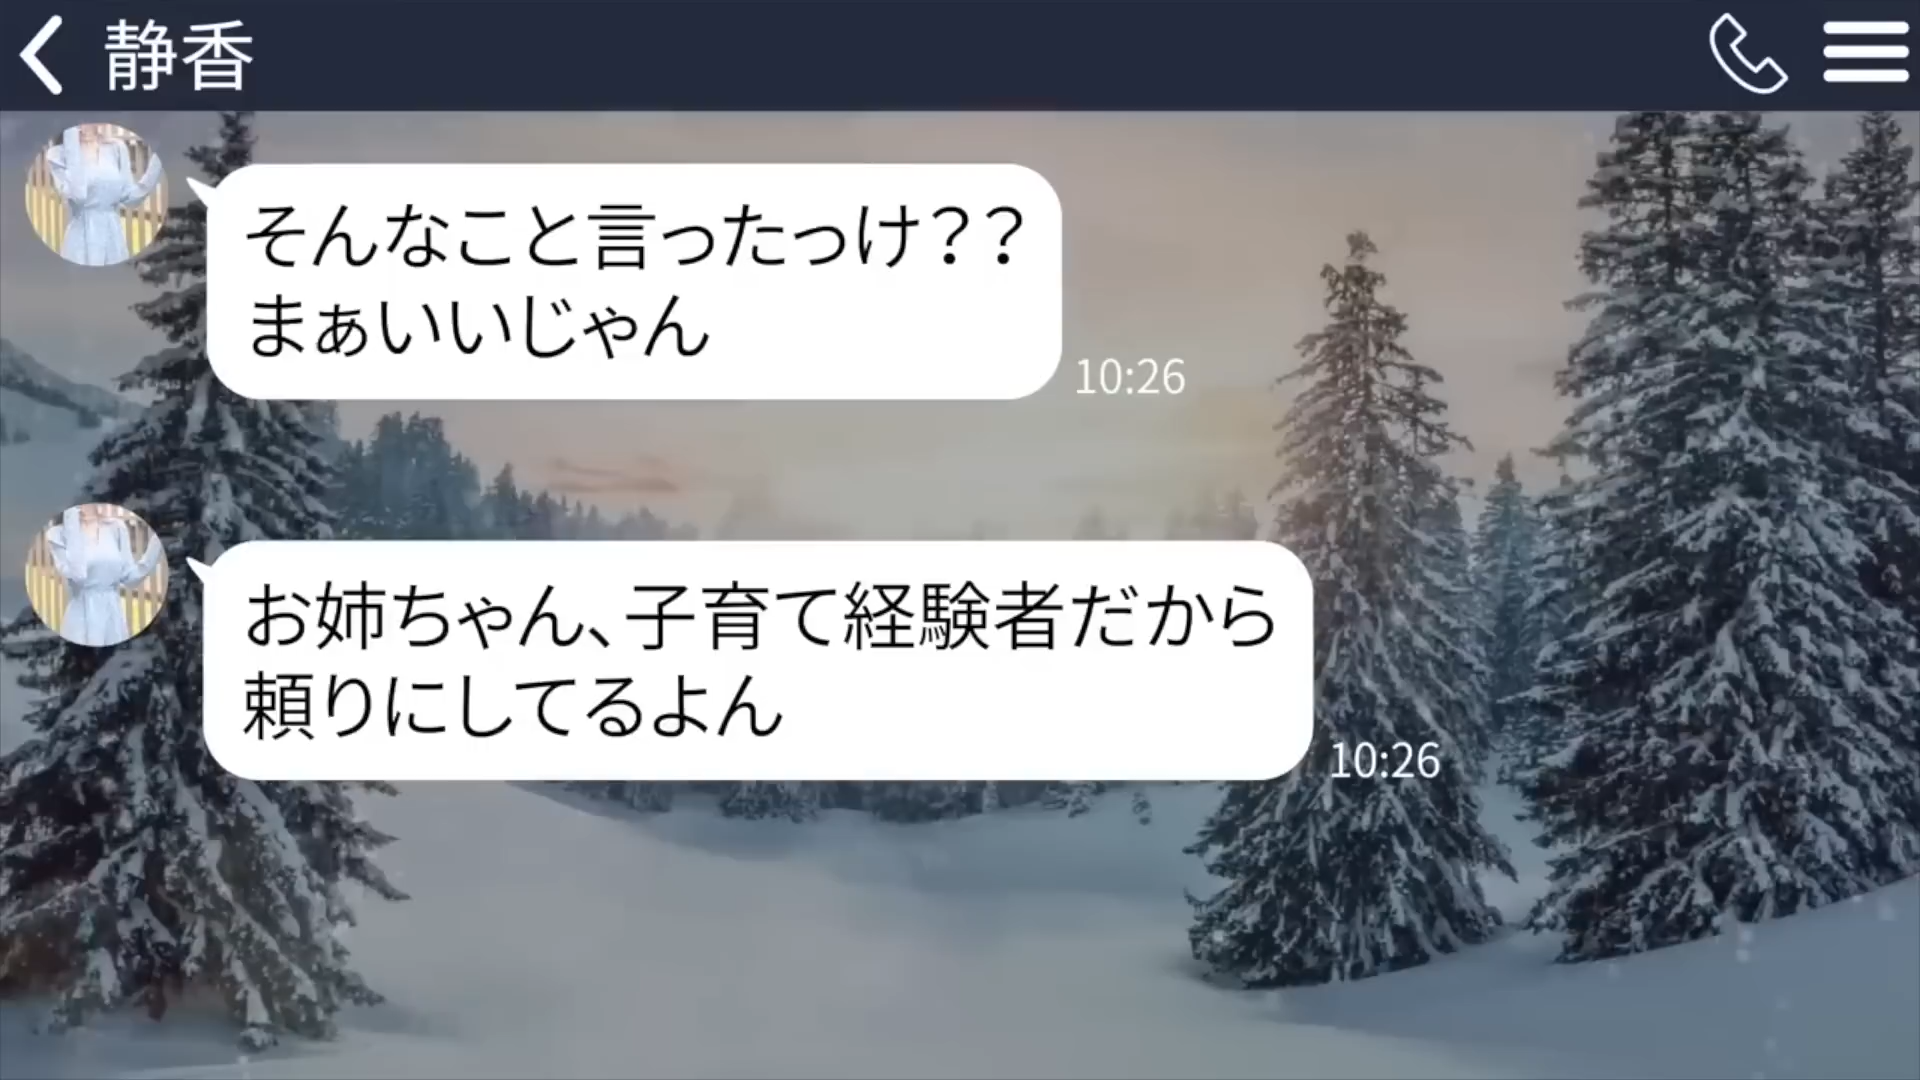 静香
そんなこと言ったっけ？？
まぁいいじゃん
10:26
お姉ちゃん、子育て経験者だから
頼りにしてるよん
10:26